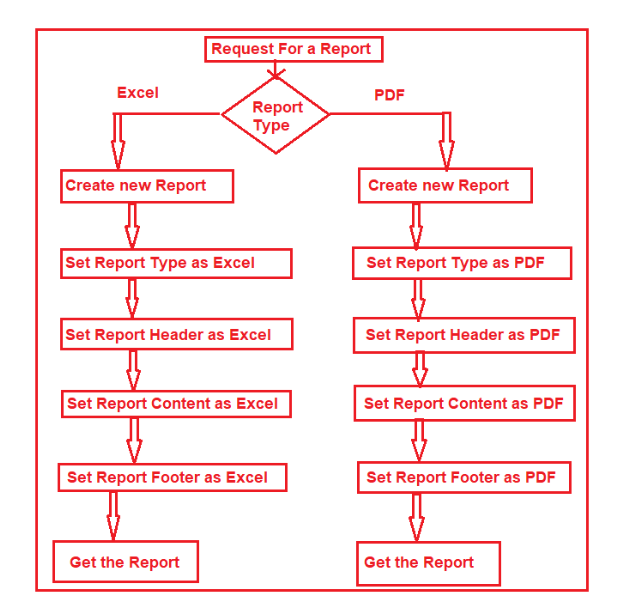 Request For a Report
Excel
PDF
Report
Type
Create new Report
Set Report Type as Excel
Set Report Header as Excel
Set Report Content as Excel
Set Report Footer as Excel
Get the Report
Create new Report
Set Report Type as PDF
Set Report Header as PDF
Set Report Content as PDF
Set Report Footer as PDF
Get the Report